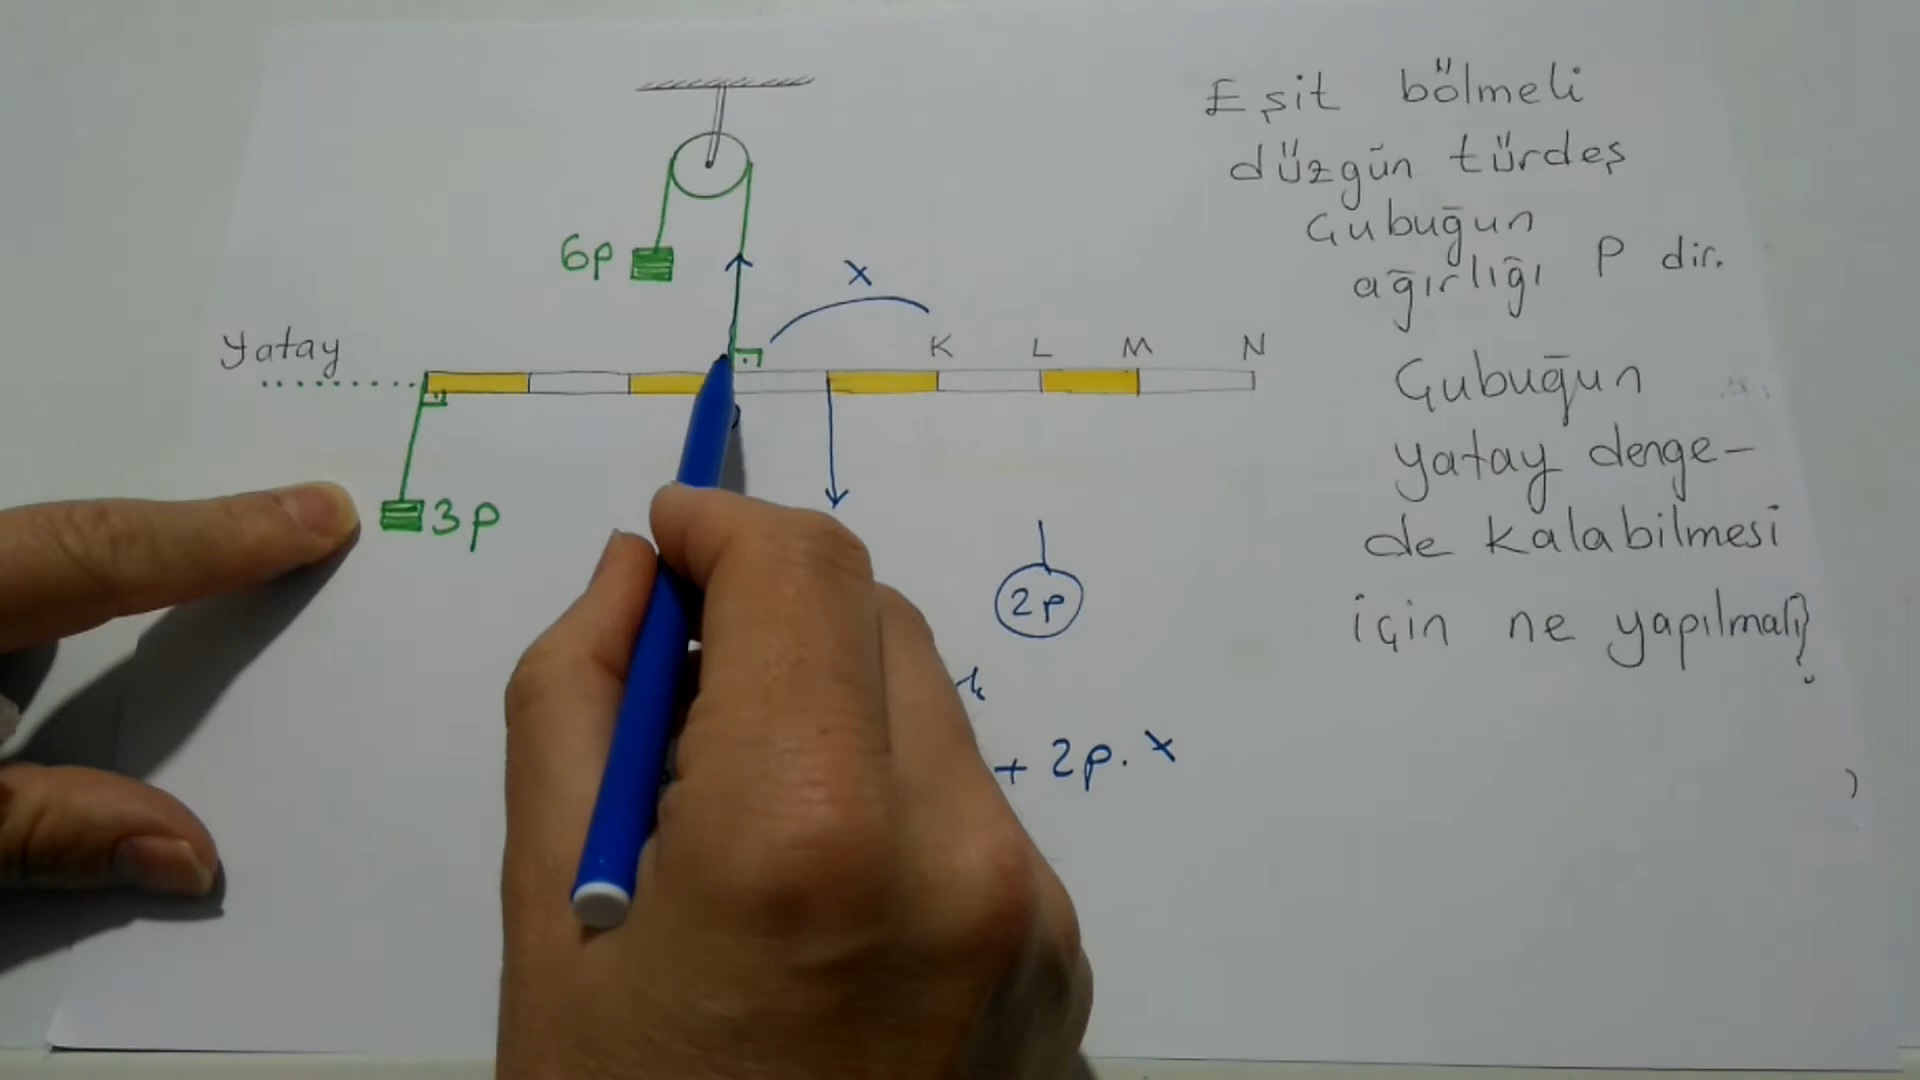 Eşit bölmeli
düzgün türdeş
Çubuğun
ağırlığı P dir.
6P
x
Yatay
K L M N
Çubuğun
yatay denge-
3P
de kalabilmesi
2P
için ne yapılmalı?
+ 2p. x